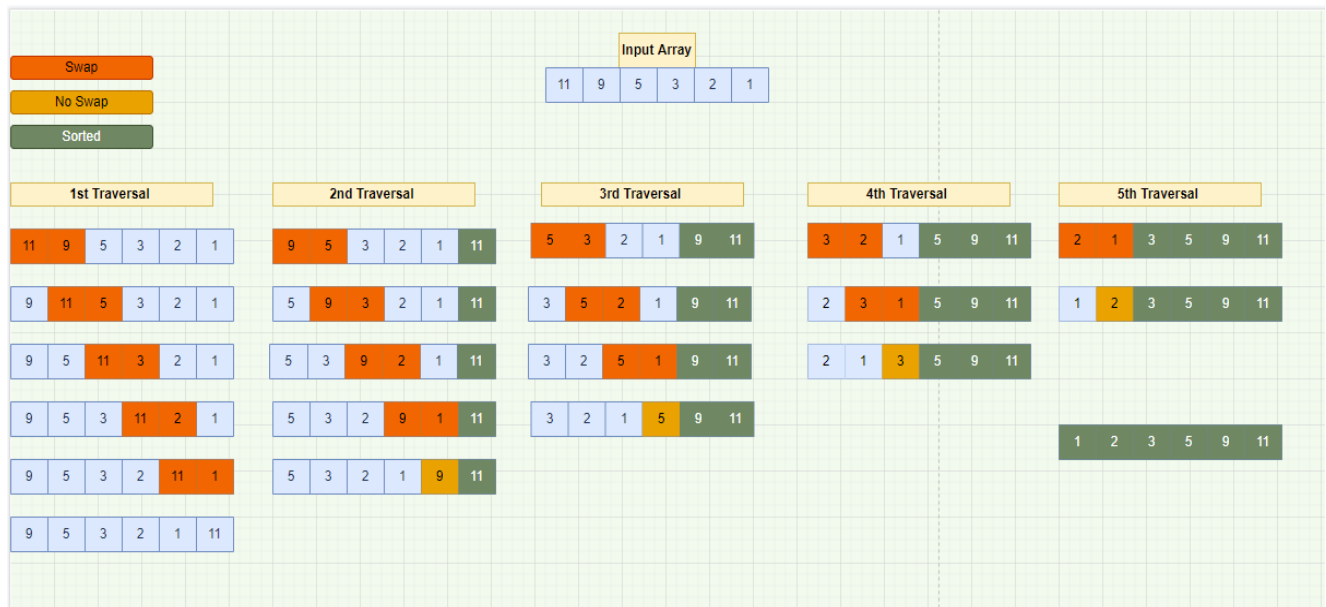 Input Array
11 9 5 3 2 1
Swap
No Swap
Sorted
1st Traversal
11 9 5 3 2 1
9 11 5 3 2 1
9 5 11 3 2 1
9 5 3 11 2 1
9 5 3 2 11 1
9 5 3 2 1 11
2nd Traversal
9 5 3 2 1 11
5 9 3 2 1 11
5 3 9 2 1 11
5 3 2 9 1 11
5 3 2 1 9 11
3rd Traversal
5 3 2 1 9 11
3 5 2 1 9 11
3 2 5 1 9 11
3 2 1 5 9 11
4th Traversal
3 2 1 5 9 11
2 3 1 5 9 11
2 1 3 5 9 11
5th Traversal
2 1 3 5 9 11
1 2 3 5 9 11
1 2 3 5 9 11